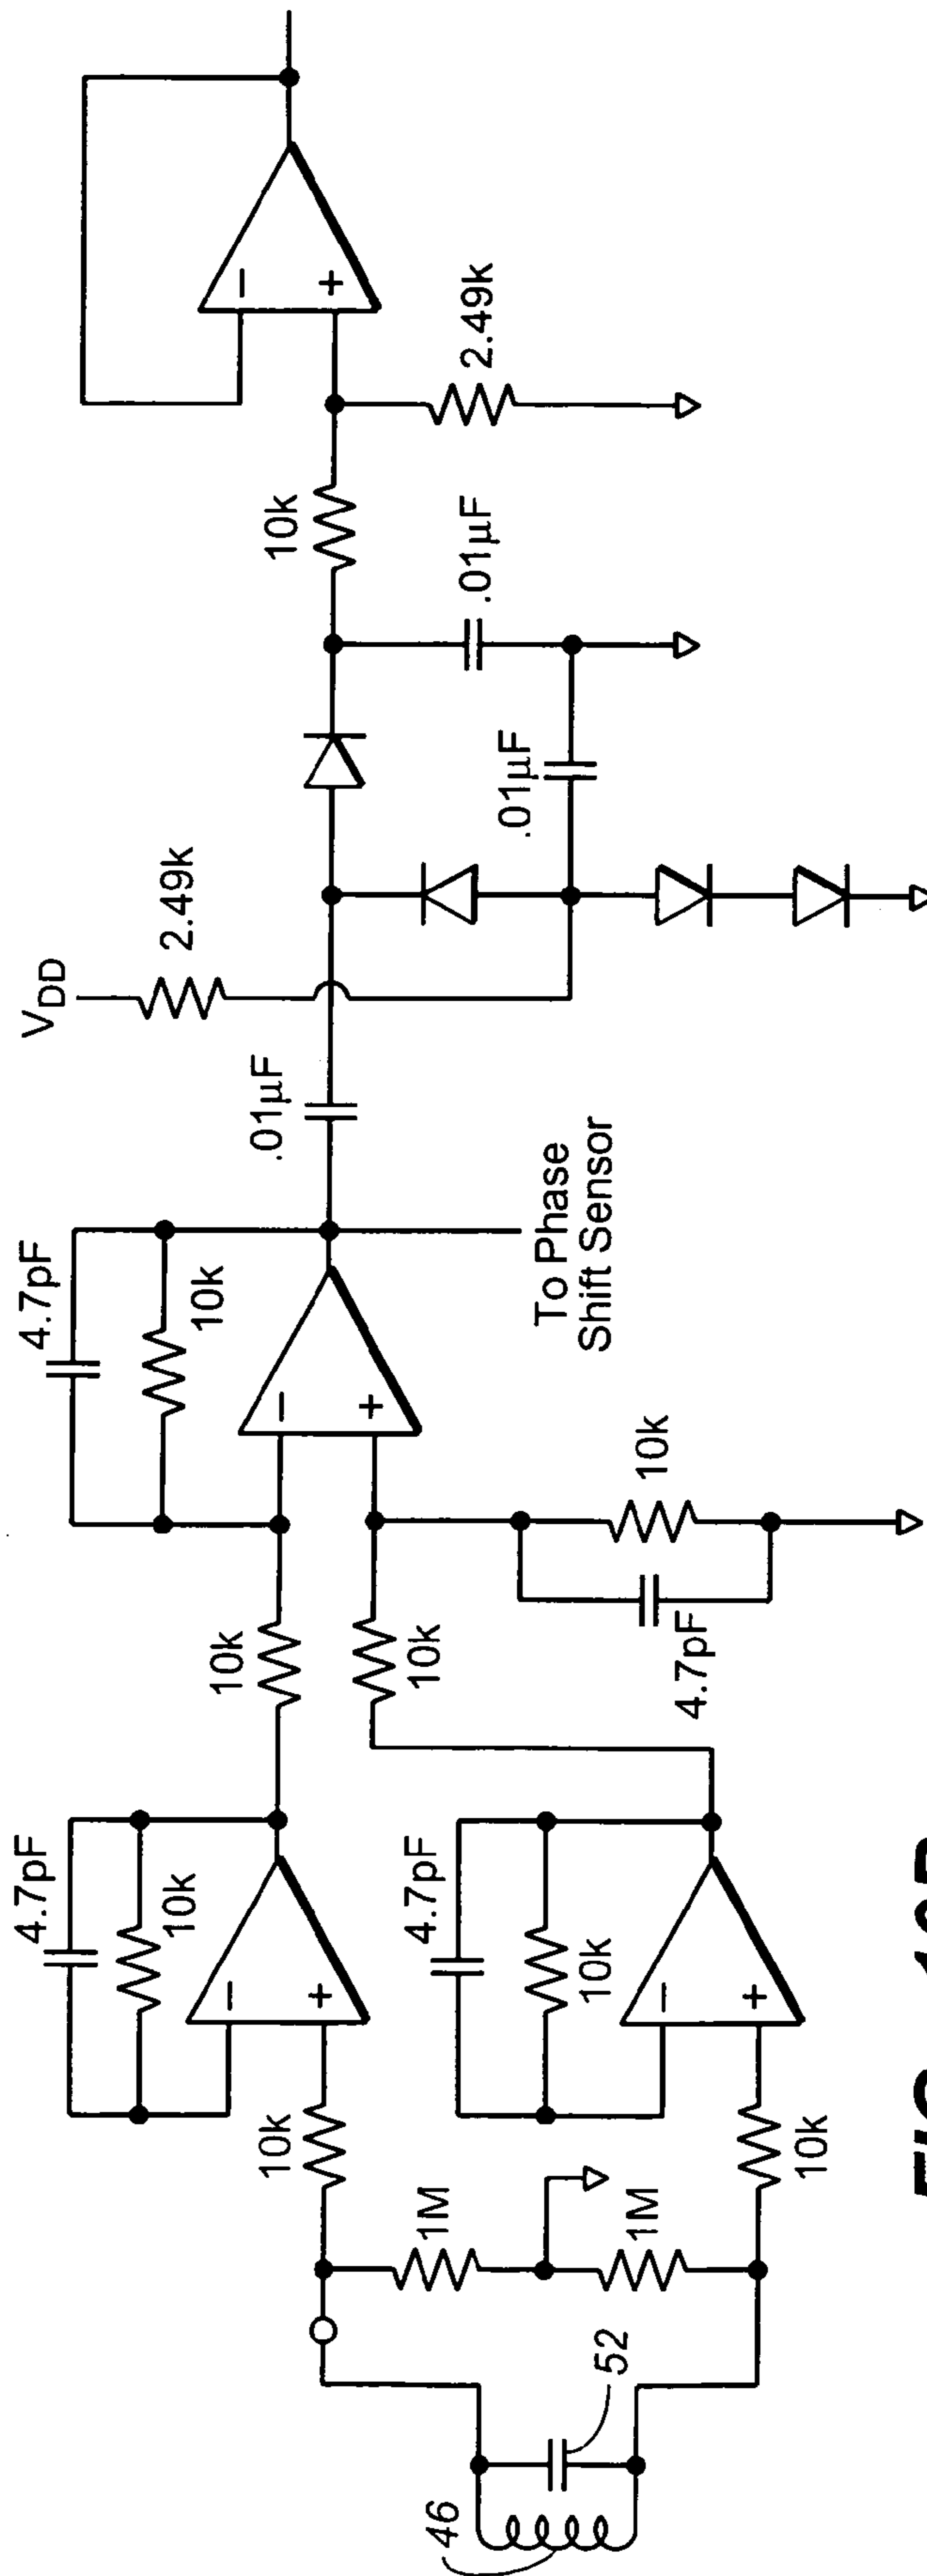 46
52
1M
1M
10k
10k
4.7pF
10k
4.7pF
10k
10k
10k
4.7pF
10k
4.7pF
10k
To Phase
Shift Sensor
.01µF
VDD
2.49k
.01µF
.01µF
10k
2.49k
FIG